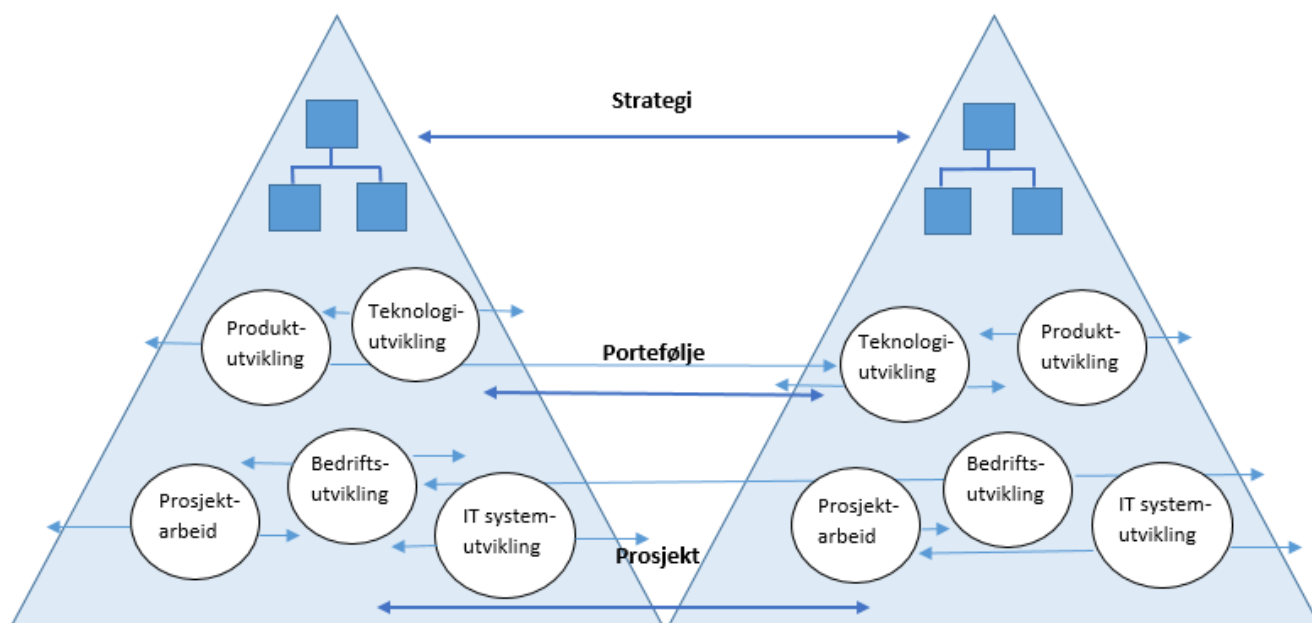 Strategi
Teknologi-
utvikling
Produkt-
utvikling
Portefølje
Teknologi-
utvikling
Produkt-
utvikling
Bedrifts-
utvikling
Prosjekt-
arbeid
IT system-
utvikling
Prosjekt
Bedrifts-
utvikling
Prosjekt-
arbeid
IT system-
utvikling